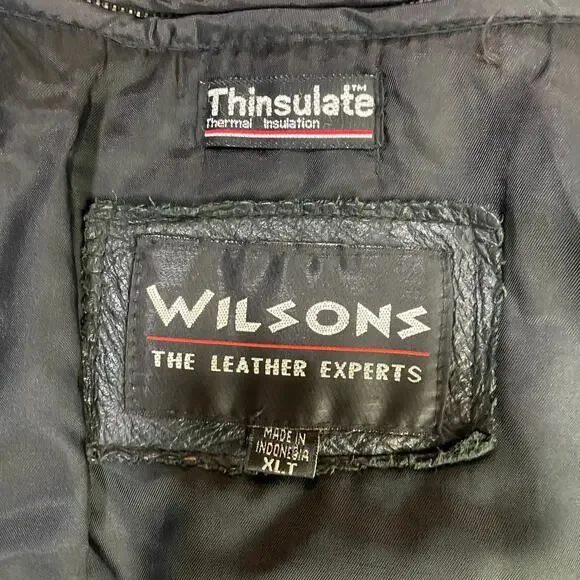 Thinsulate™
Thermal Insulation
WILSONS
THE LEATHER EXPERTS
MADE IN
INDONESIA
XLT